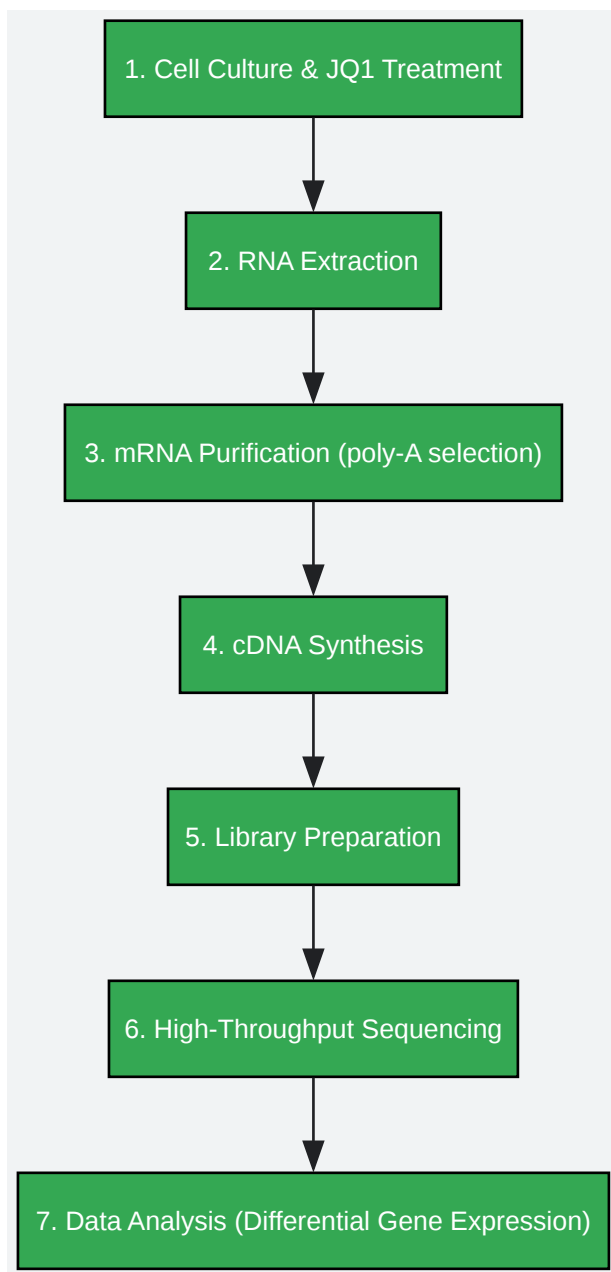 1. Cell Culture & JQ1 Treatment
2. RNA Extraction
3. mRNA Purification (poly-A selection)
4. cDNA Synthesis
5. Library Preparation
6. High-Throughput Sequencing
7. Data Analysis (Differential Gene Expression)